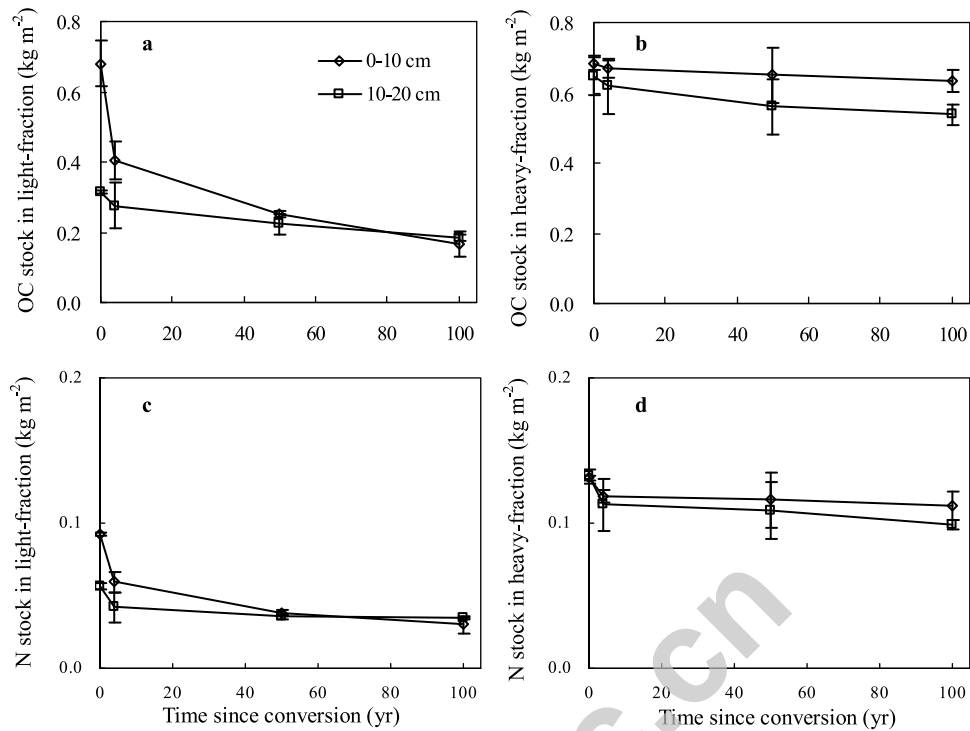 OC stock in light-fraction (kg m⁻²)
0.8
0.6
0.4
0.2
0.0
a
0-10 cm
10-20 cm
0 20 40 60 80 100
OC stock in heavy-fraction (kg m⁻²)
0.8
0.6
0.4
0.2
0.0
b
0 20 40 60 80 100
N stock in light-fraction (kg m⁻²)
0.2
0.1
0.0
c
0 20 40 60 80 100
Time since conversion (yr)
N stock in heavy-fraction (kg m⁻²)
0.2
0.1
0.0
d
0 20 40 60 80 100
Time since conversion (yr)
.cn